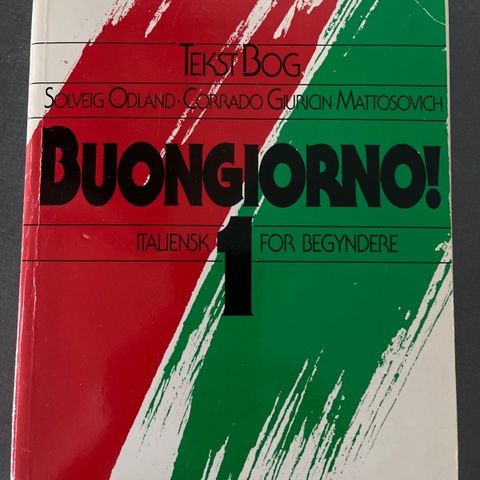 TEKST BOG
SOLVEIG ODLAND · CORRADO GIURICIN MATTOSOVICH
BUONGIORNO!
1
ITALIENSK FOR BEGYNDERE